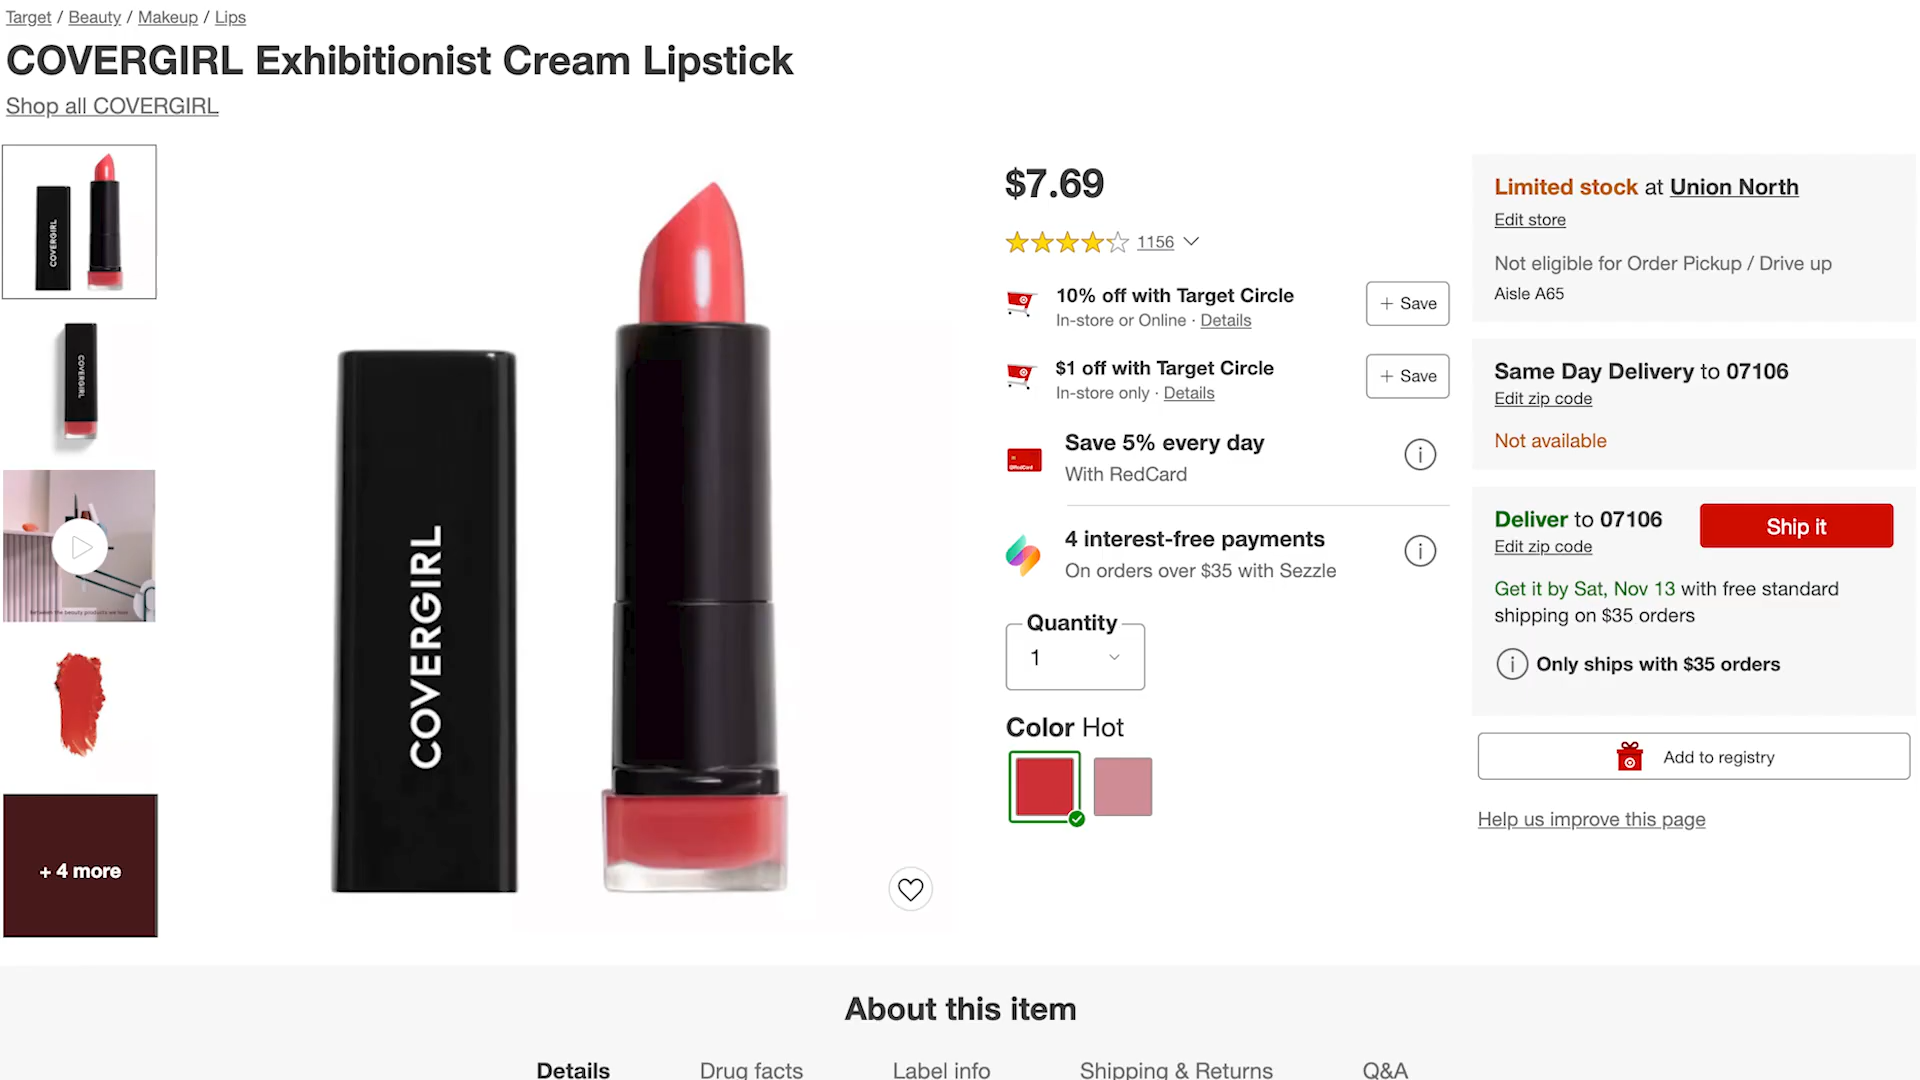 Target / Beauty / Makeup / Lips
COVERGIRL Exhibitionist Cream Lipstick
Shop all COVERGIRL
COVERGIRL
COVERGIRL
Between the beauty products we love
+ 4 more
COVERGIRL
$7.69
1156
10% off with Target Circle
In-store or Online · Details
+ Save
$1 off with Target Circle
In-store only · Details
+ Save
Save 5% every day
With RedCard
4 interest-free payments
On orders over $35 with Sezzle
Quantity
1
Color Hot
Limited stock at Union North
Edit store
Not eligible for Order Pickup / Drive up
Aisle A65
Same Day Delivery to 07106
Edit zip code
Not available
Deliver to 07106
Edit zip code
Ship it
Get it by Sat, Nov 13 with free standard
shipping on $35 orders
Only ships with $35 orders
Add to registry
Help us improve this page
About this item
Details
Drug facts
Label info
Shipping & Returns
Q&A